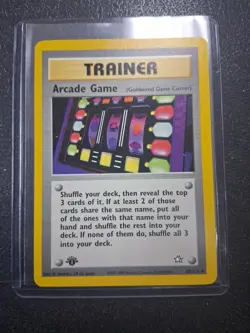 TRAINER
Arcade Game (Goldenrod Game Corner)
Shuffle your deck, then reveal the top
3 cards of it. If at least 2 of those
cards share the same name, put all
of the ones with that name into your
hand and shuffle the rest into your
deck. If none of them do, shuffle all
3 into your deck.